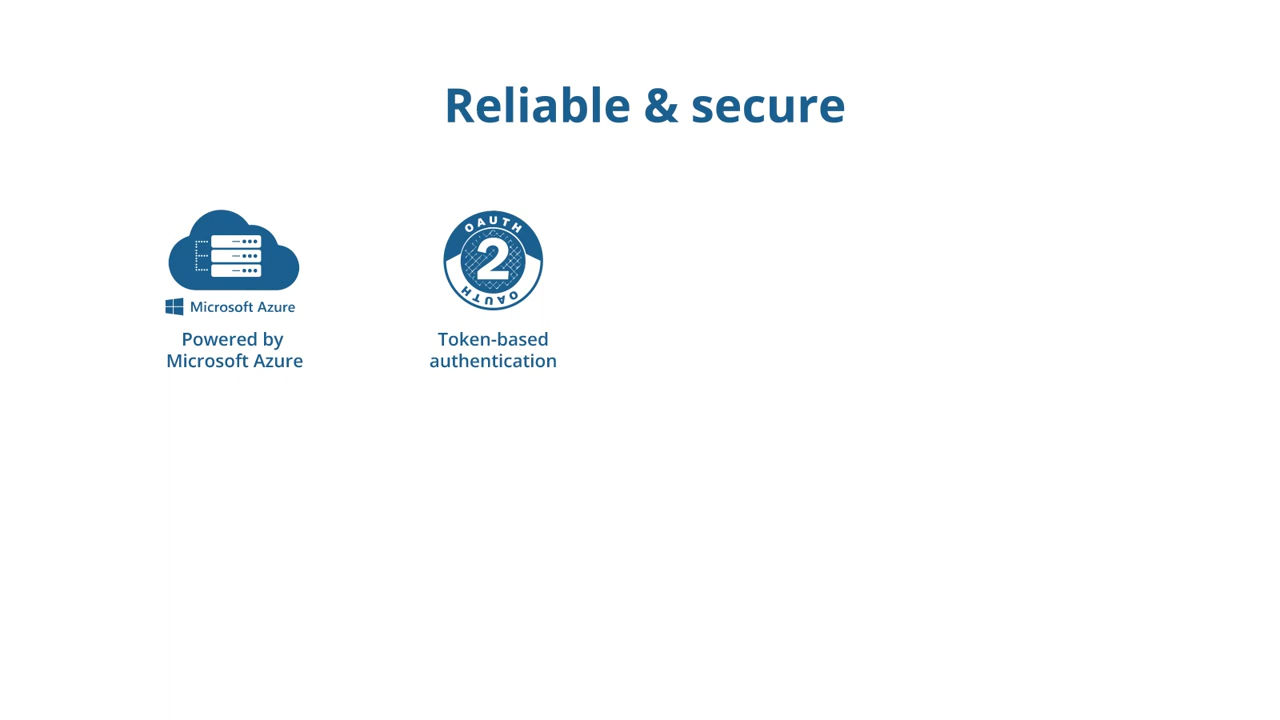 Reliable & secure
Microsoft Azure
Powered by
Microsoft Azure
OAUTH
2
OAUTH
Token-based
authentication